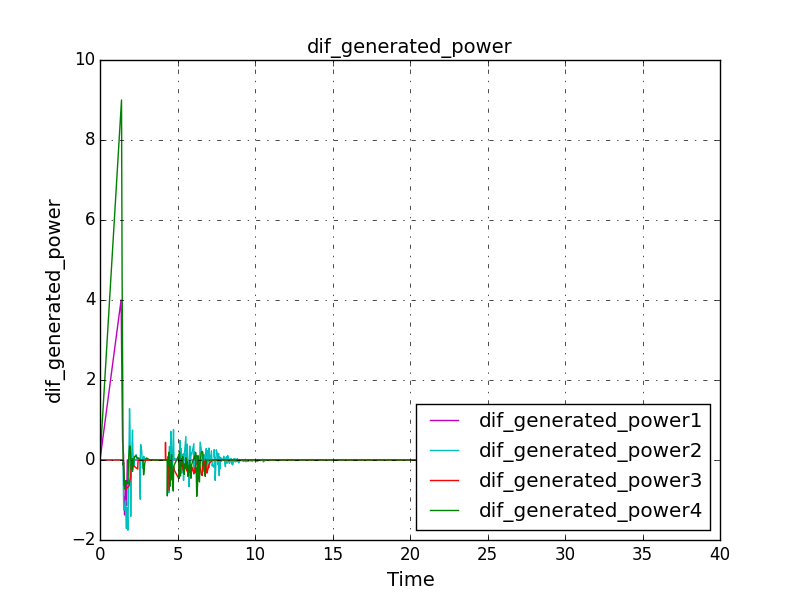 dif_generated_power
10
8
6
4
2
0
−2
dif_generated_power
0 5 10 15 20 25 30 35 40
Time
dif_generated_power1
dif_generated_power2
dif_generated_power3
dif_generated_power4